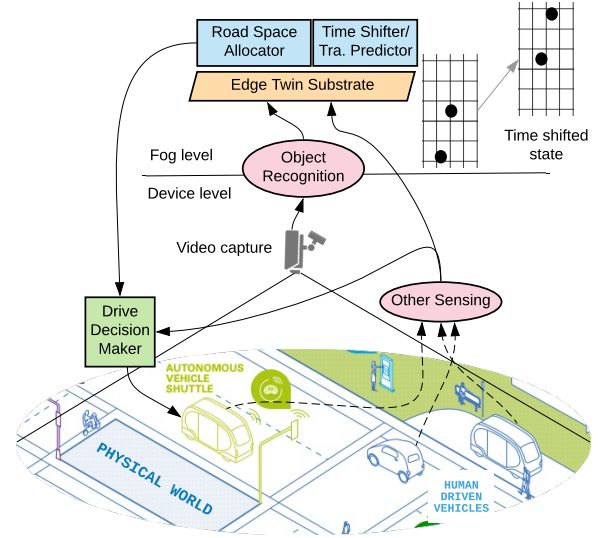 Road Space
Allocator
Time Shifter/
Tra. Predictor
Edge Twin Substrate
Time shifted
state
Fog level
Object
Recognition
Device level
Video capture
Other Sensing
Drive
Decision
Maker
AUTONOMOUS
VEHICLE
SHUTTLE
PHYSICAL WORLD
HUMAN
DRIVEN
VEHICLES